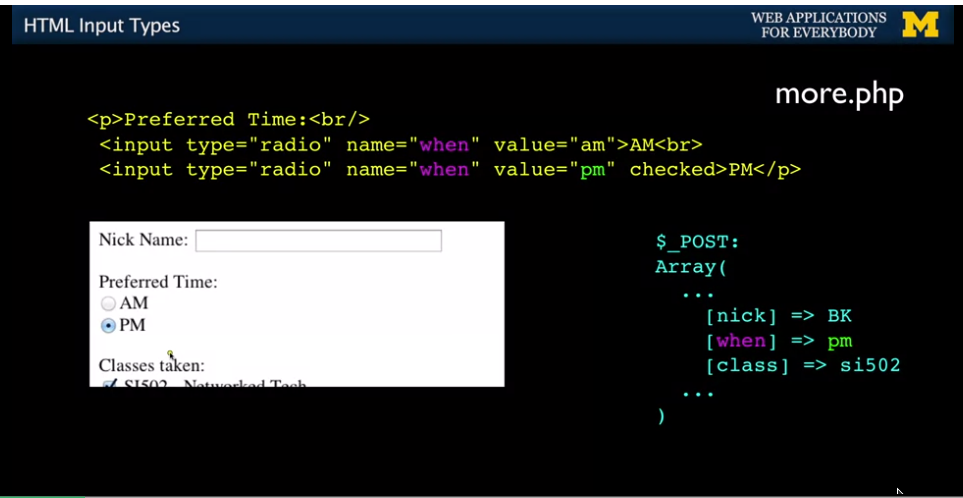 HTML Input Types
WEB APPLICATIONS
FOR EVERYBODY
M
more.php
<p>Preferred Time:<br/>
<input type="radio" name="when" value="am">AM<br>
<input type="radio" name="when" value="pm" checked>PM</p>
Nick Name:
Preferred Time:
AM
PM
Classes taken:
SI502 - Networked Tech
$_POST:
Array(
...
[nick] => BK
[when] => pm
[class] => si502
...
)